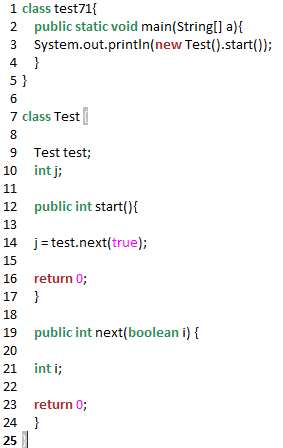 1 class test71{
2 public static void main(String[] a){
3 System.out.println(new Test().start());
4 }
5 }
6
7 class Test {
8
9 Test test;
10 int j;
11
12 public int start(){
13
14 j = test.next(true);
15
16 return 0;
17 }
18
19 public int next(boolean i) {
20
21 int i;
22
23 return 0;
24 }
25 }